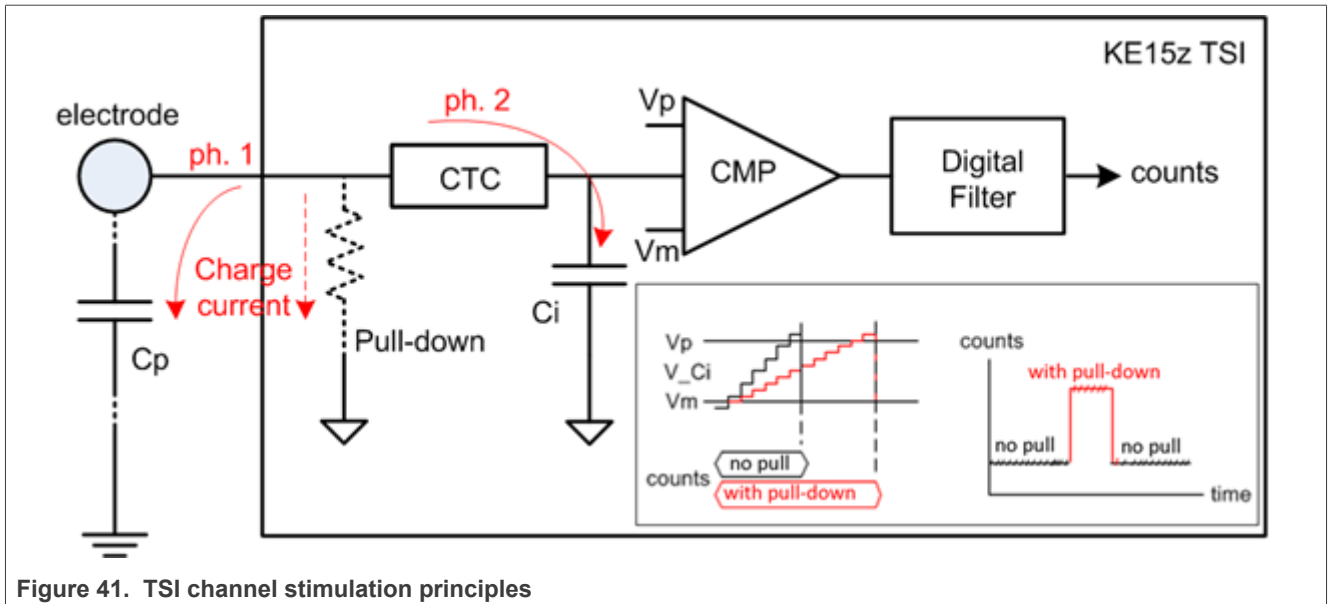 KE15z TSI
electrode
ph. 1
ph. 2
CTC
Vp
CMP
Vm
Digital
Filter
counts
Charge
current
Cp
Pull-down
Ci
Vp
V_Ci
Vm
counts
no pull
with pull-down
counts
with pull-down
no pull
no pull
time
Figure 41. TSI channel stimulation principles